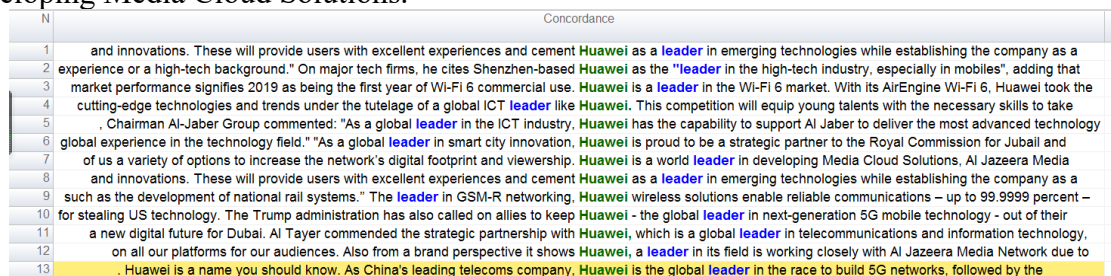 eloping Media Cloud Solutions.
N Concordance
1 and innovations. These will provide users with excellent experiences and cement Huawei as a leader in emerging technologies while establishing the company as a
2 experience or a high-tech background." On major tech firms, he cites Shenzhen-based Huawei as the "leader in the high-tech industry, especially in mobiles", adding that
3 market performance signifies 2019 as being the first year of Wi-Fi 6 commercial use. Huawei is a leader in the Wi-Fi 6 market. With its AirEngine Wi-Fi 6, Huawei took the
4 cutting-edge technologies and trends under the tutelage of a global ICT leader like Huawei. This competition will equip young talents with the necessary skills to take
5 , Chairman Al-Jaber Group commented: "As a global leader in the ICT industry, Huawei has the capability to support Al Jaber to deliver the most advanced technology
6 global experience in the technology field." "As a global leader in smart city innovation, Huawei is proud to be a strategic partner to the Royal Commission for Jubail and
7 of us a variety of options to increase the network's digital footprint and viewership. Huawei is a world leader in developing Media Cloud Solutions, Al Jazeera Media
8 and innovations. These will provide users with excellent experiences and cement Huawei as a leader in emerging technologies while establishing the company as a
9 such as the development of national rail systems." The leader in GSM-R networking, Huawei wireless solutions enable reliable communications – up to 99.9999 percent –
10 for stealing US technology. The Trump administration has also called on allies to keep Huawei - the global leader in next-generation 5G mobile technology - out of their
11 a new digital future for Dubai. Al Tayer commended the strategic partnership with Huawei, which is a global leader in telecommunications and information technology,
12 on all our platforms for our audiences. Also from a brand perspective it shows Huawei, a leader in its field is working closely with Al Jazeera Media Network due to
13 . Huawei is a name you should know. As China's leading telecoms company, Huawei is the global leader in the race to build 5G networks, followed by the